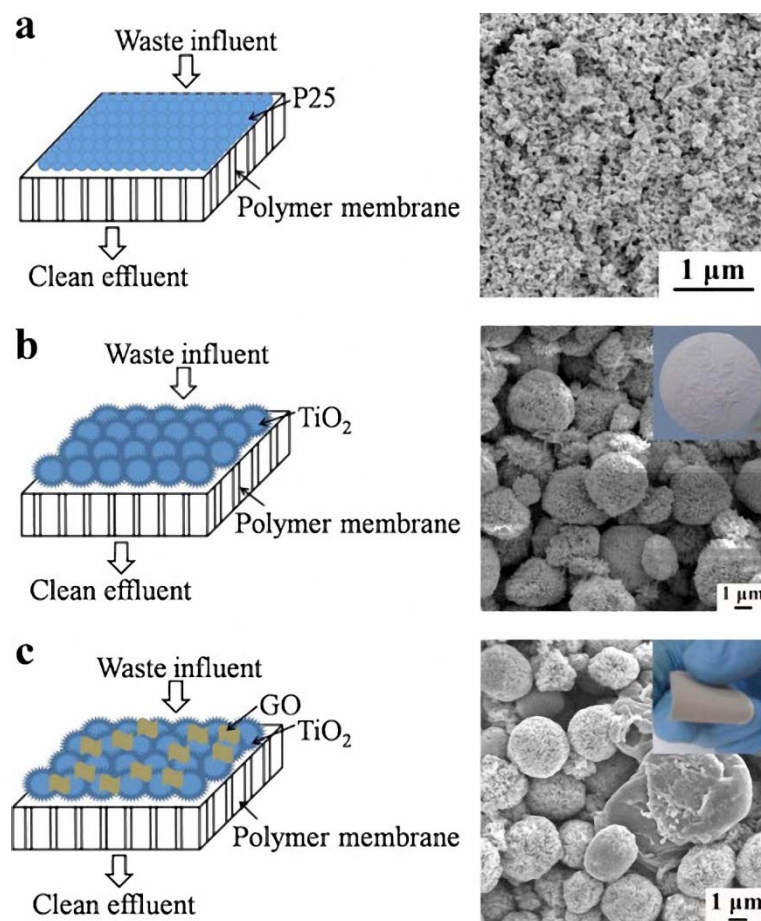 a
Waste influent
P25
Polymer membrane
Clean effluent
1 μm
b
Waste influent
TiO₂
Polymer membrane
Clean effluent
1 μm
c
Waste influent
GO
TiO₂
Polymer membrane
Clean effluent
1 μm